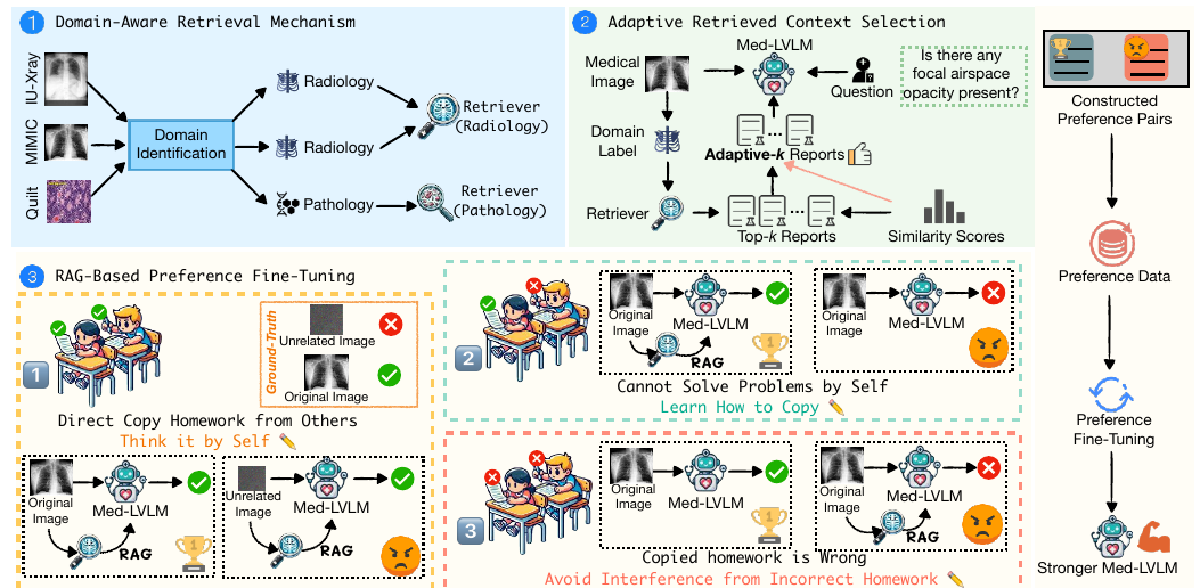 1 Domain-Aware Retrieval Mechanism
IU-Xray
MIMIC
Quilt
Domain
Identification
Radiology
Radiology
Pathology
Retriever
(Radiology)
Retriever
(Pathology)
2 Adaptive Retrieved Context Selection
Medical
Image
Med-LVLM
Question
Is there any
focal airspace
opacity present?
Domain
Label
Adaptive-k Reports
Retriever
Top-k Reports
Similarity Scores
Constructed
Preference Pairs
Preference Data
Preference
Fine-Tuning
Stronger Med-LVLM
3 RAG-Based Preference Fine-Tuning
1
Ground-Truth
Unrelated Image
Original Image
Direct Copy Homework from Others
Think it by Self
Original
Image
Med-LVLM
RAG
1
Unrelated
Image
Med-LVLM
RAG
2
Original
Image
Med-LVLM
RAG
1
Original
Image
Med-LVLM
Cannot Solve Problems by Self
Learn How to Copy
3
Original
Image
Med-LVLM
1
Original
Image
Med-LVLM
RAG
Copied homework is Wrong
Avoid Interference from Incorrect Homework